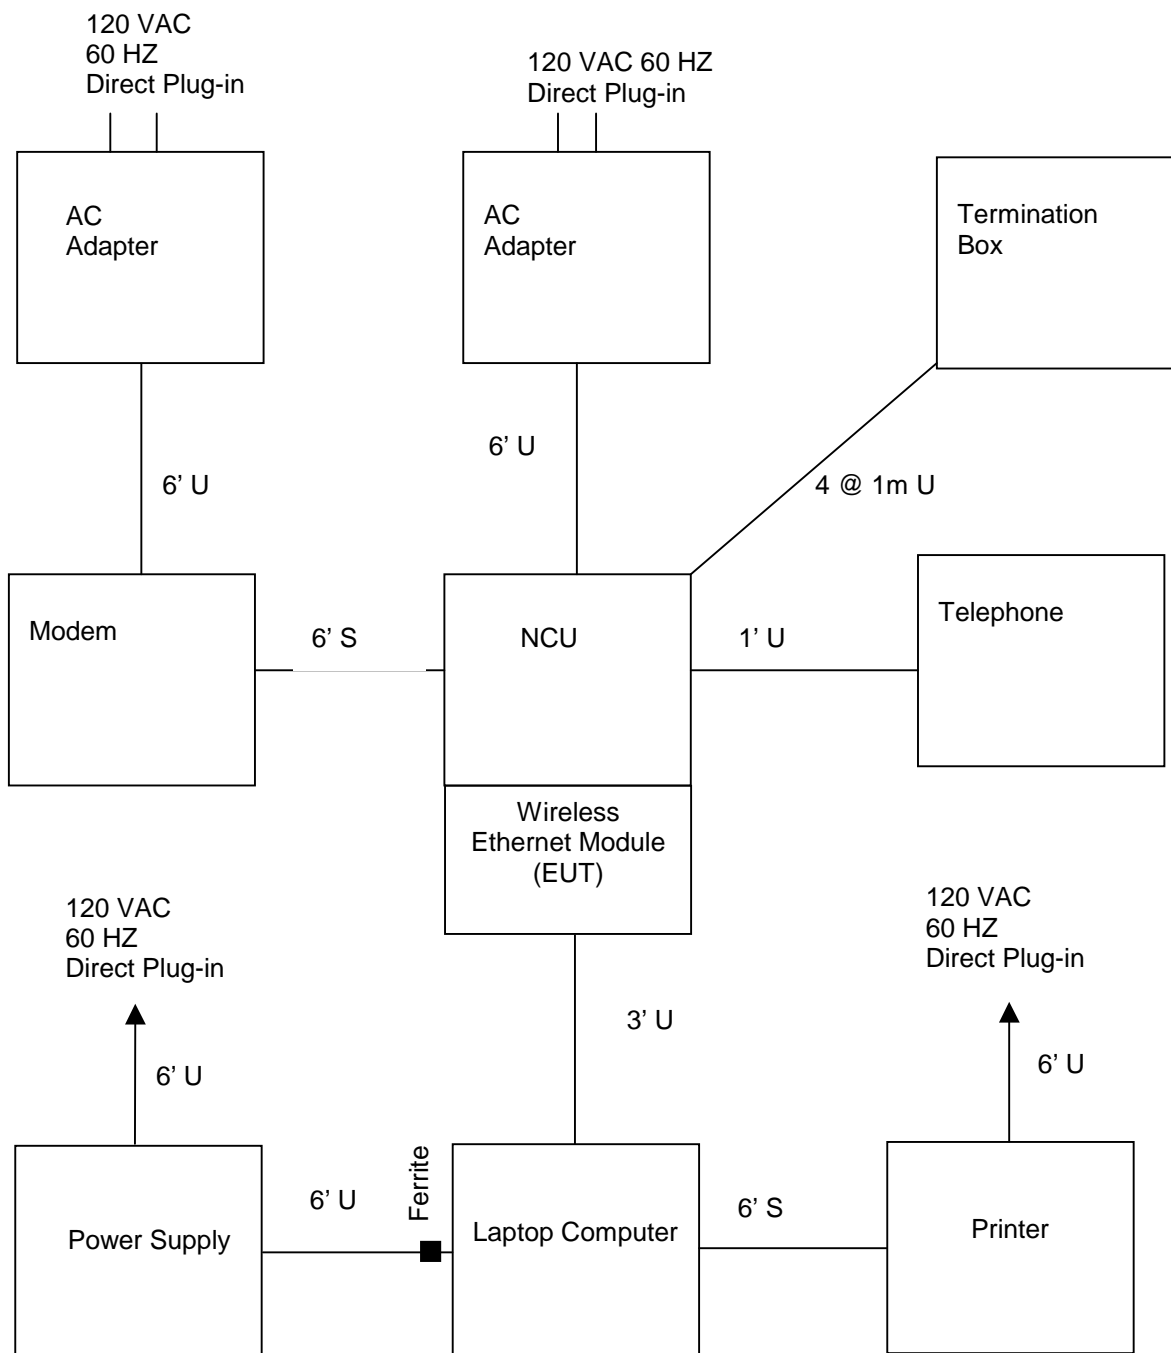 120 VAC
60 HZ
Direct Plug-in
120 VAC 60 HZ
Direct Plug-in
AC
Adapter
AC
Adapter
Termination
Box
6’ U
6’ U
4 @ 1m U
Modem
6’ S
NCU
1’ U
Telephone
Wireless
Ethernet Module
(EUT)
120 VAC
60 HZ
Direct Plug-in
120 VAC
60 HZ
Direct Plug-in
3’ U
6’ U
6’ U
Power Supply
6’ U
Ferrite
Laptop Computer
6’ S
Printer